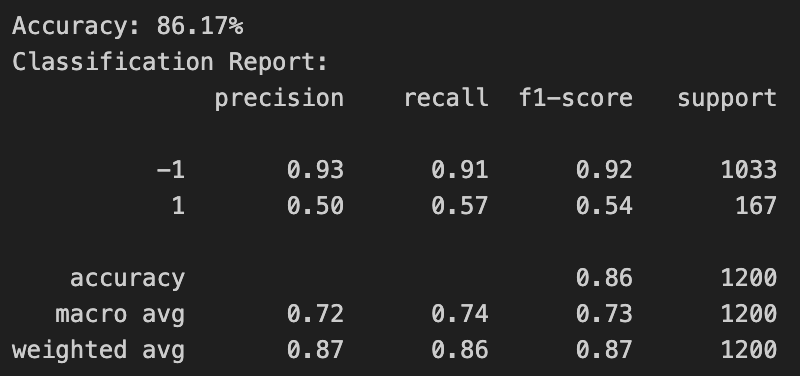 Accuracy: 86.17%
Classification Report:
precision recall f1-score support
-1 0.93 0.91 0.92 1033
1 0.50 0.57 0.54 167
accuracy 0.86 1200
macro avg 0.72 0.74 0.73 1200
weighted avg 0.87 0.86 0.87 1200